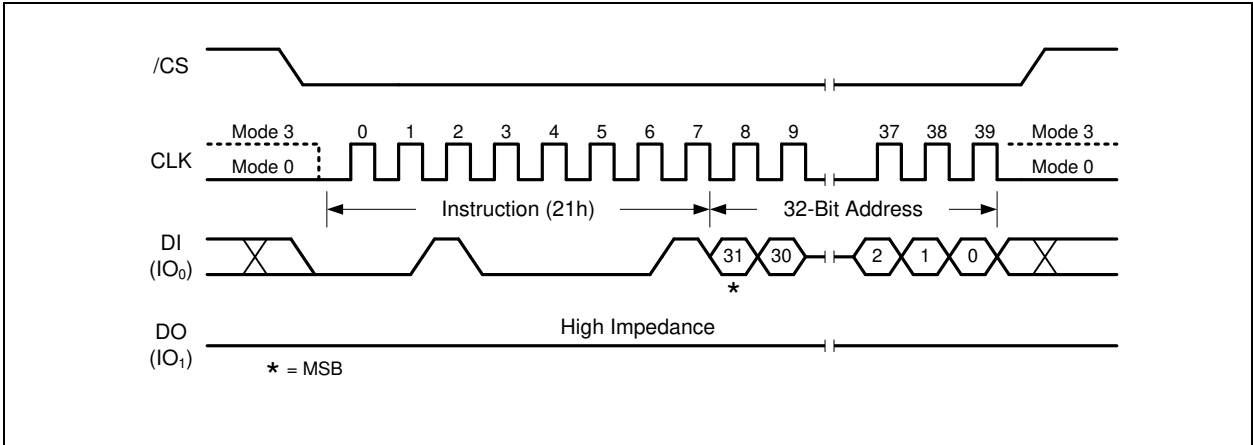 /CS
Mode 3 0 1 2 3 4 5 6 7 8 9 37 38 39 Mode 3
CLK
Mode 0 Mode 0
Instruction (21h) 32-Bit Address
DI
(IO₀)
31 30 2 1 0
*
High Impedance
DO
(IO₁)
* = MSB